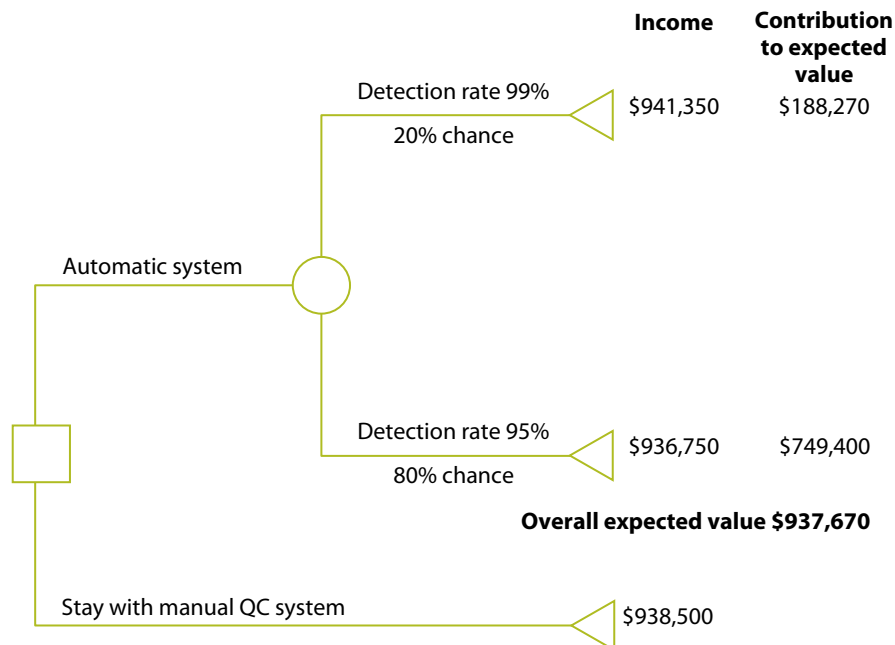 Income
Contribution
to expected
value
Detection rate 99%
20% chance
$941,350
$188,270
Automatic system
Detection rate 95%
80% chance
$936,750
$749,400
Overall expected value $937,670
Stay with manual QC system
$938,500